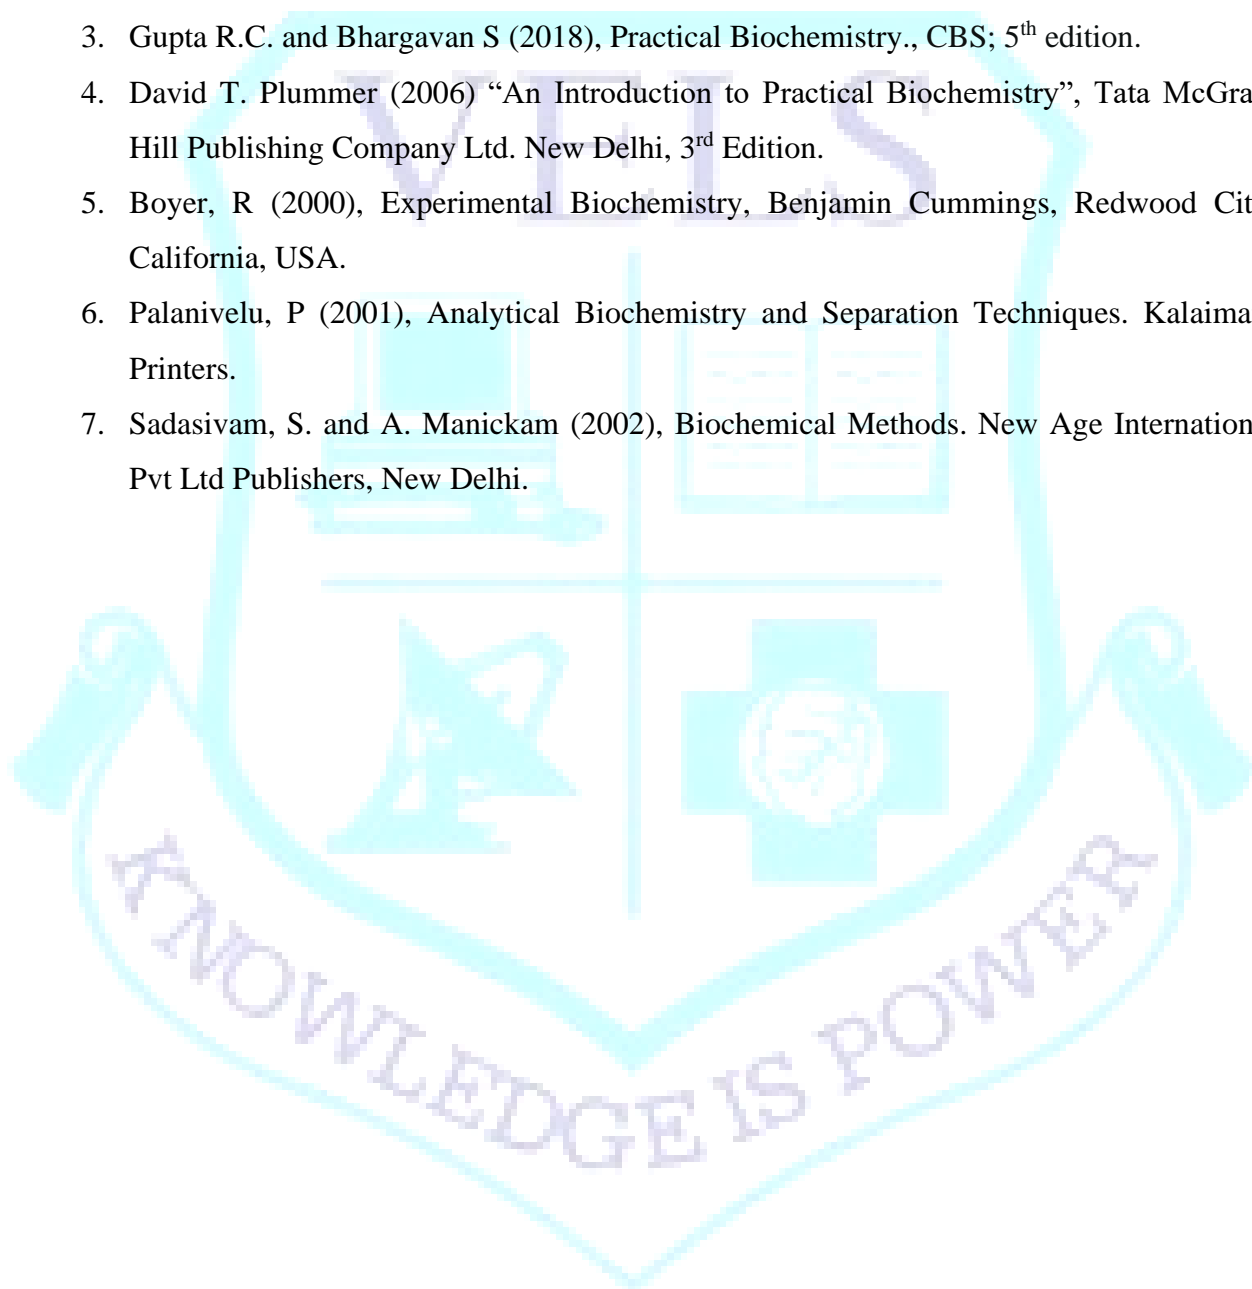 3. Gupta R.C. and Bhargavan S (2018), Practical Biochemistry., CBS; 5th edition.
4. David T. Plummer (2006) “An Introduction to Practical Biochemistry”, Tata McGra
Hill Publishing Company Ltd. New Delhi, 3rd Edition.
5. Boyer, R (2000), Experimental Biochemistry, Benjamin Cummings, Redwood Cit
California, USA.
6. Palanivelu, P (2001), Analytical Biochemistry and Separation Techniques. Kalaima
Printers.
7. Sadasivam, S. and A. Manickam (2002), Biochemical Methods. New Age Internation
Pvt Ltd Publishers, New Delhi.
VELS
KNOWLEDGE IS POWER